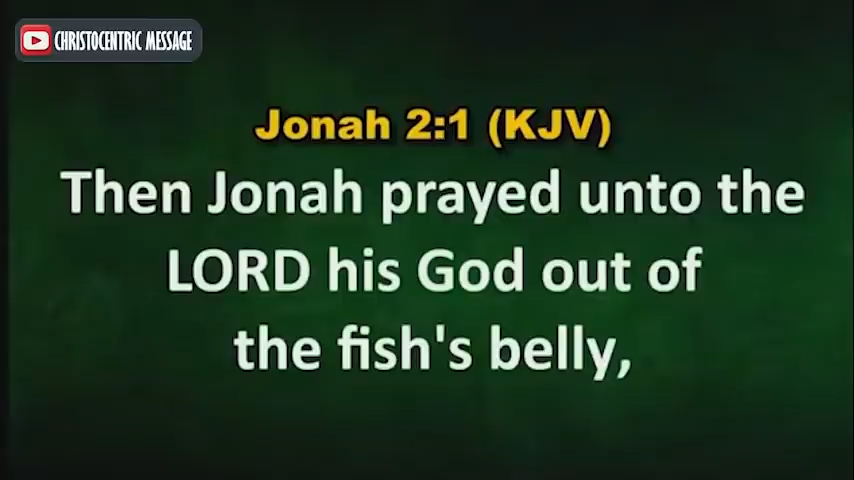 CHRISTOCENTRIC MESSAGE
Jonah 2:1 (KJV)
Then Jonah prayed unto the
LORD his God out of
the fish's belly,